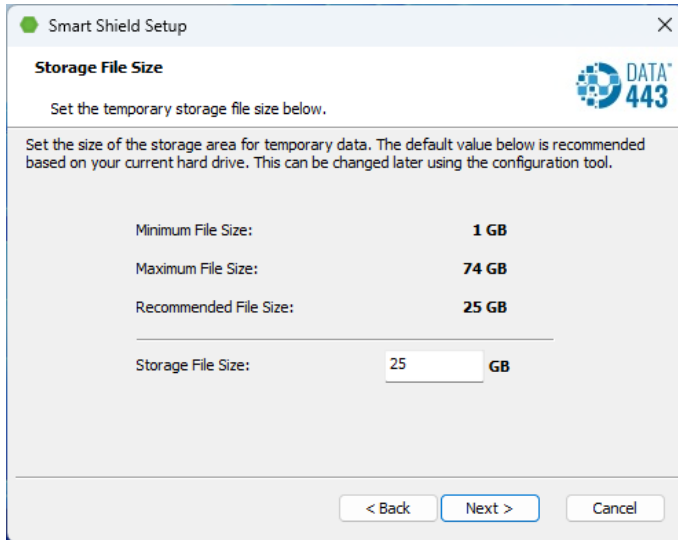 Smart Shield Setup
Storage File Size
Set the temporary storage file size below.
DATA™
443
Set the size of the storage area for temporary data. The default value below is recommended
based on your current hard drive. This can be changed later using the configuration tool.
Minimum File Size: 1 GB
Maximum File Size: 74 GB
Recommended File Size: 25 GB
Storage File Size: 25 GB
< Back Next > Cancel